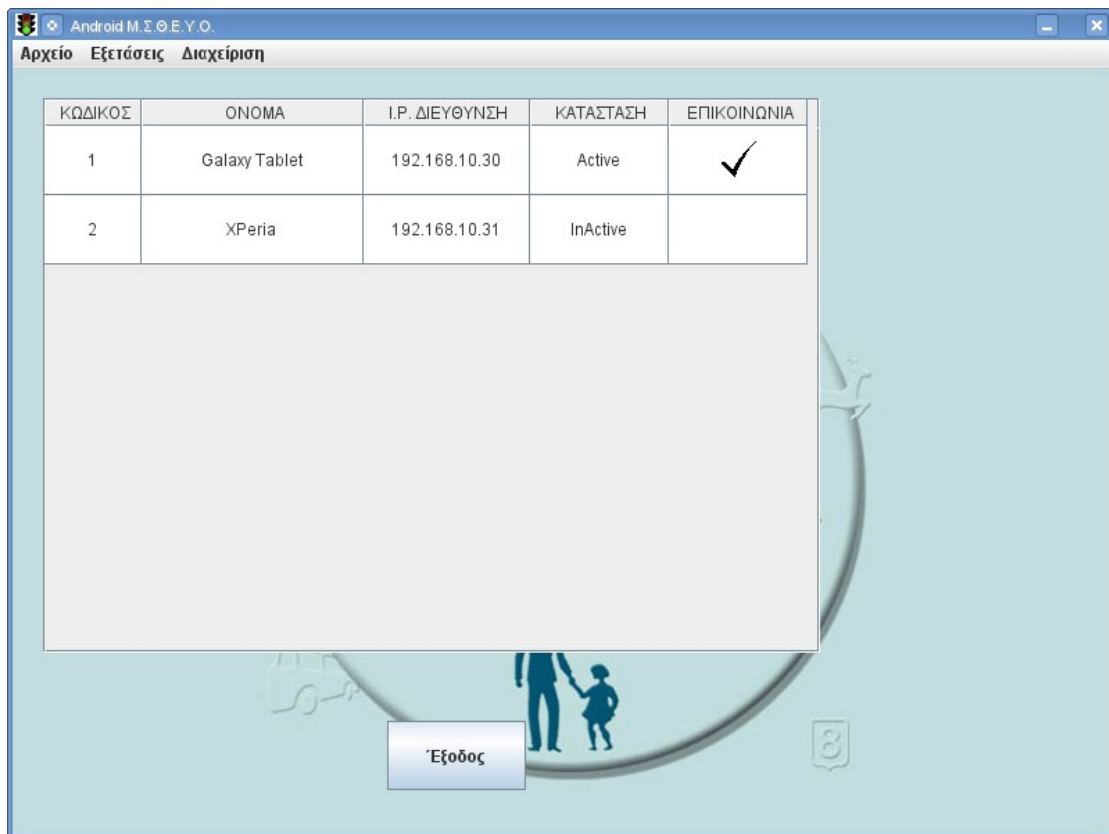 Android Μ.Σ.Θ.Ε.Υ.Ο.
Αρχείο Εξετάσεις Διαχείριση
ΚΩΔΙΚΟΣ ΟΝΟΜΑ Ι.Ρ. ΔΙΕΥΘΥΝΣΗ ΚΑΤΑΣΤΑΣΗ ΕΠΙΚΟΙΝΩΝΙΑ
1 Galaxy Tablet 192.168.10.30 Active
2 XPeria 192.168.10.31 InActive
Έξοδος
8